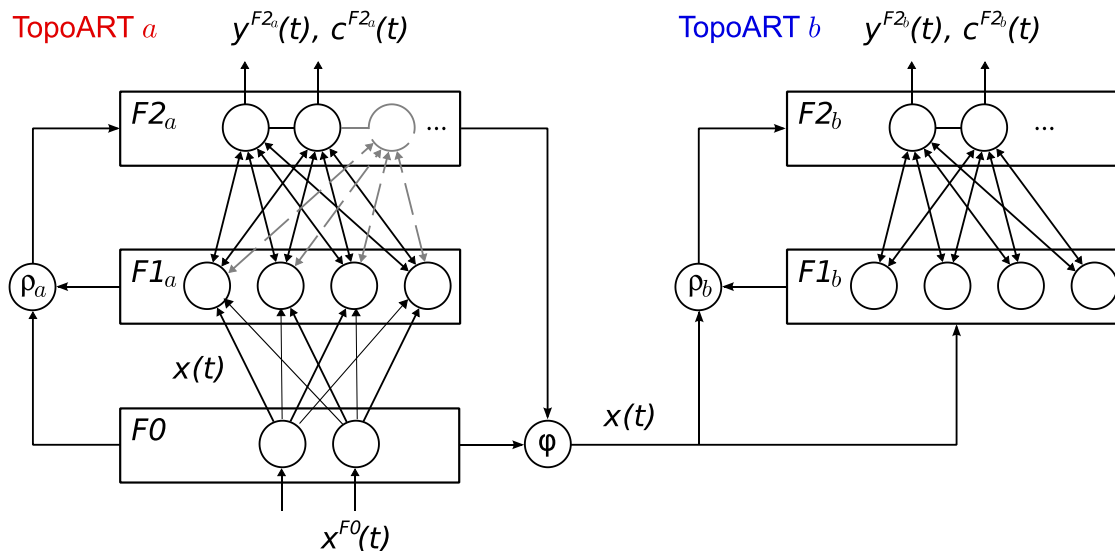 TopoART a
y^F2a(t), c^F2a(t)
TopoART b
y^F2b(t), c^F2b(t)
F2a
...
F2b
...
ρa
F1a
ρb
F1b
x(t)
F0
φ
x(t)
x^F0(t)